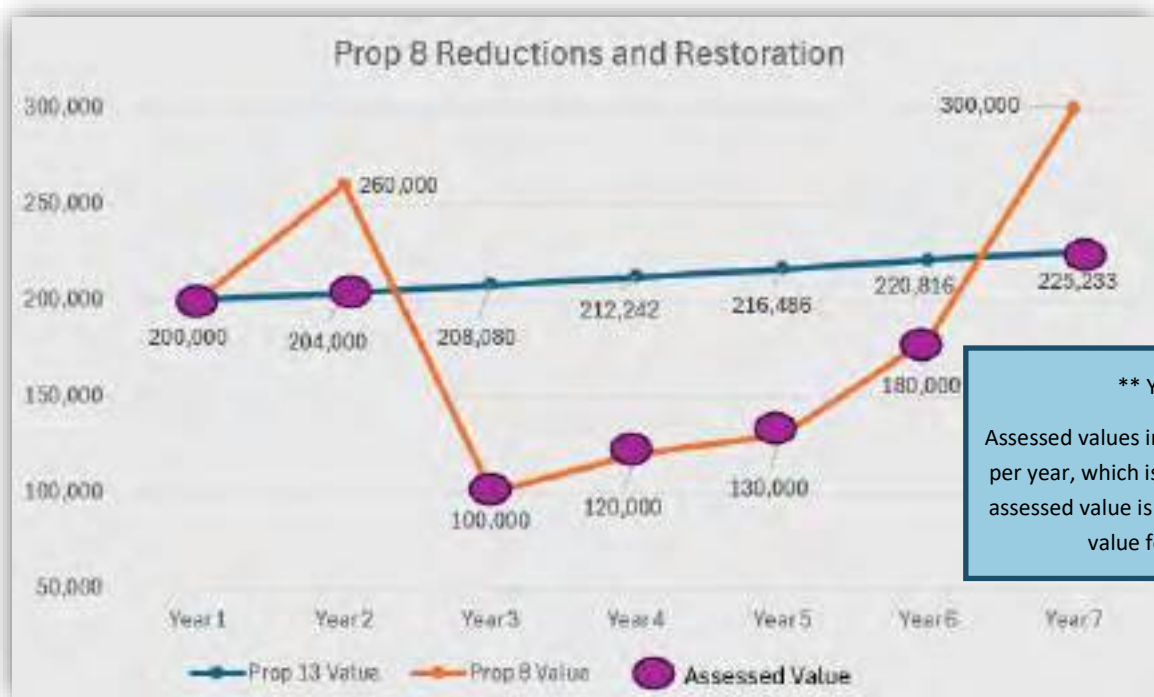 Prop 8 Reductions and Restoration
300,000
300,000
260,000
250,000
200,000
200,000
204,000
208,080
212,242
216,486
220,816
225,233
150,000
180,000
100,000
100,000
120,000
130,000
50,000
** Y
Assessed values in
per year, which is
assessed value is
value f
Year 1
Year 2
Year 3
Year 4
Year 5
Year 6
Year 7
Prop 13 Value
Prop 8 Value
Assessed Value